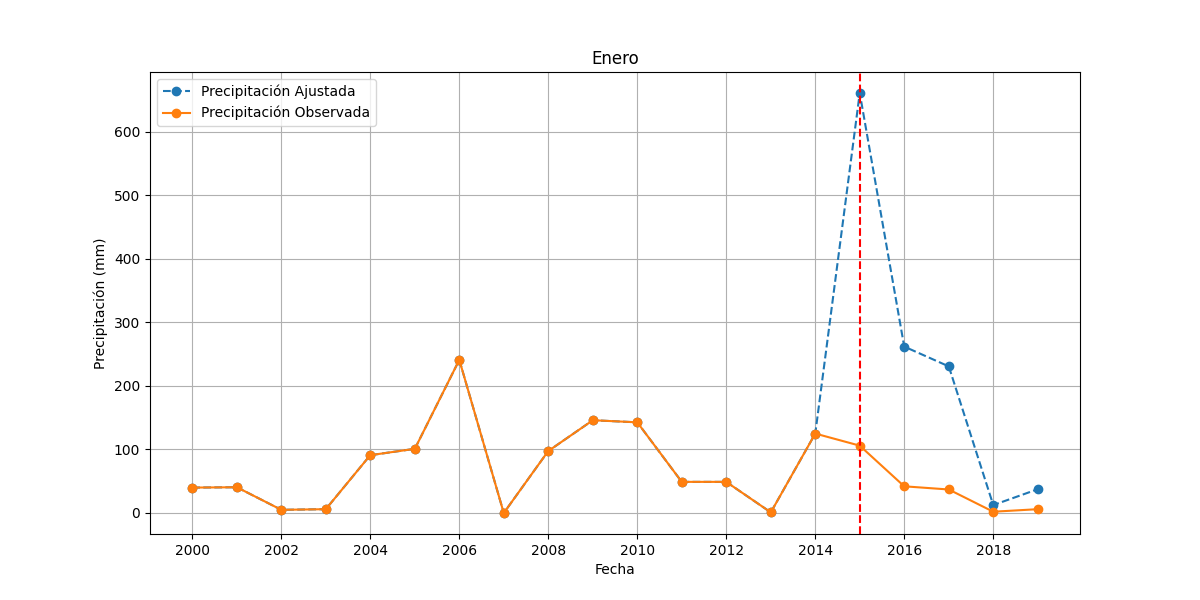 Enero
Precipitación Ajustada
Precipitación Observada
Precipitación (mm)
600
500
400
300
200
100
0
2000 2002 2004 2006 2008 2010 2012 2014 2016 2018
Fecha